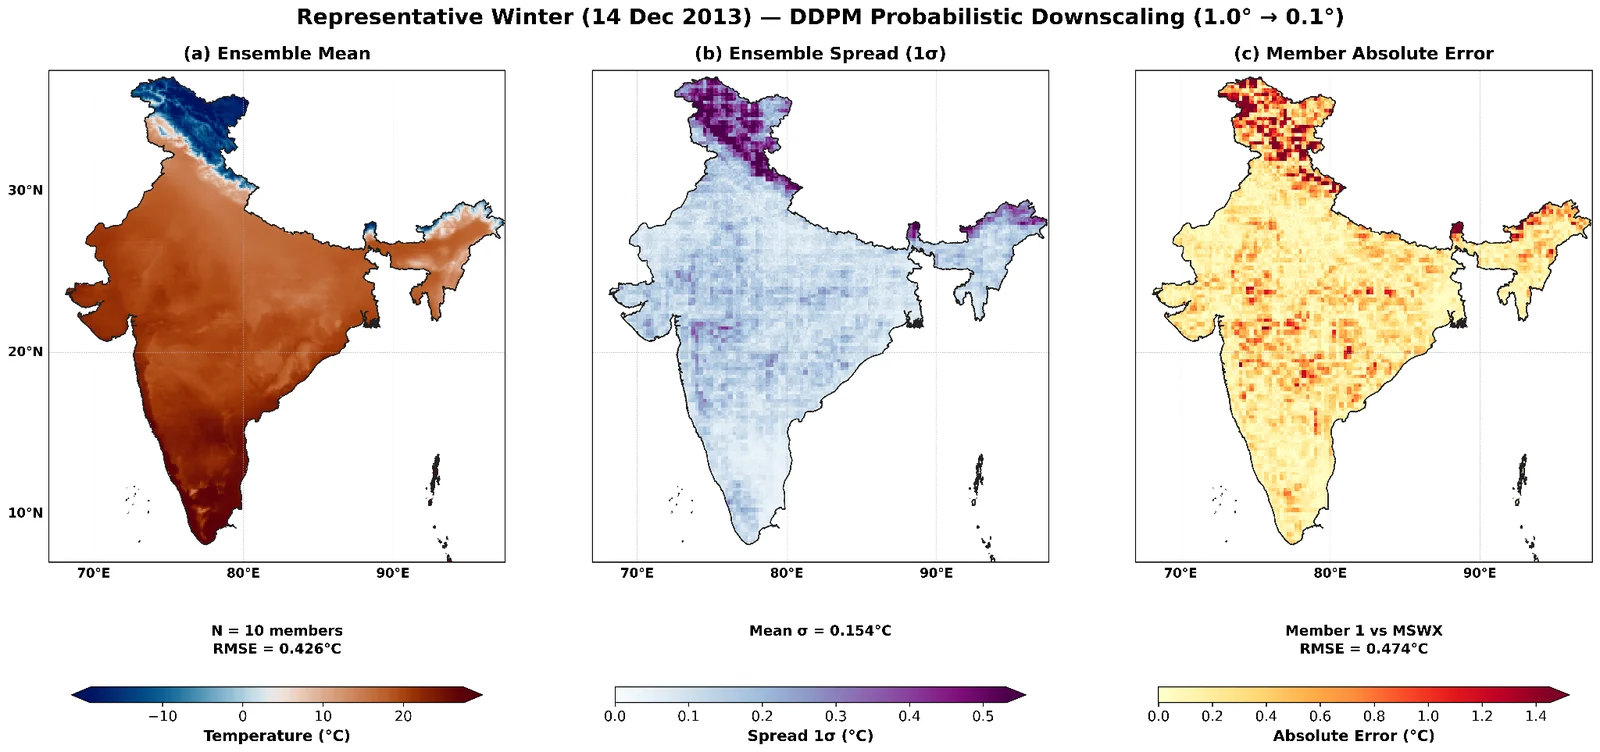 Representative Winter (14 Dec 2013) — DDPM Probabilistic Downscaling (1.0° → 0.1°)
(a) Ensemble Mean
(b) Ensemble Spread (1σ)
(c) Member Absolute Error
30°N
20°N
10°N
70°E 80°E 90°E
70°E 80°E 90°E
70°E 80°E 90°E
N = 10 members
RMSE = 0.426°C
Mean σ = 0.154°C
Member 1 vs MSWX
RMSE = 0.474°C
−10 0 10 20
Temperature (°C)
0.0 0.1 0.2 0.3 0.4 0.5
Spread 1σ (°C)
0.0 0.2 0.4 0.6 0.8 1.0 1.2 1.4
Absolute Error (°C)